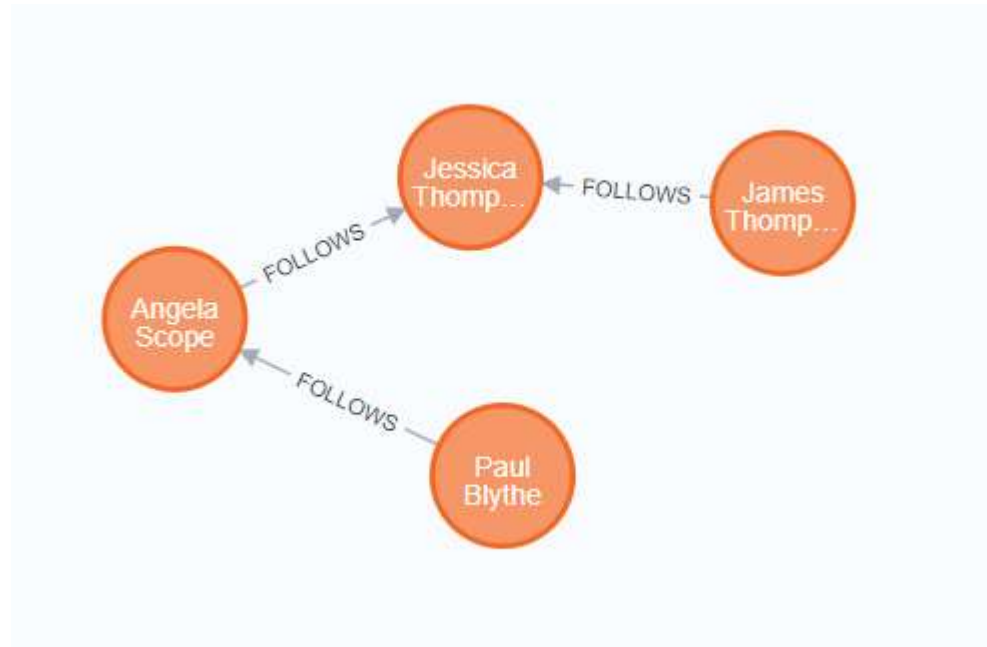 Jessica
Thomp...
FOLLOWS
James
Thomp...
FOLLOWS
Angela
Scope
FOLLOWS
Paul
Blythe